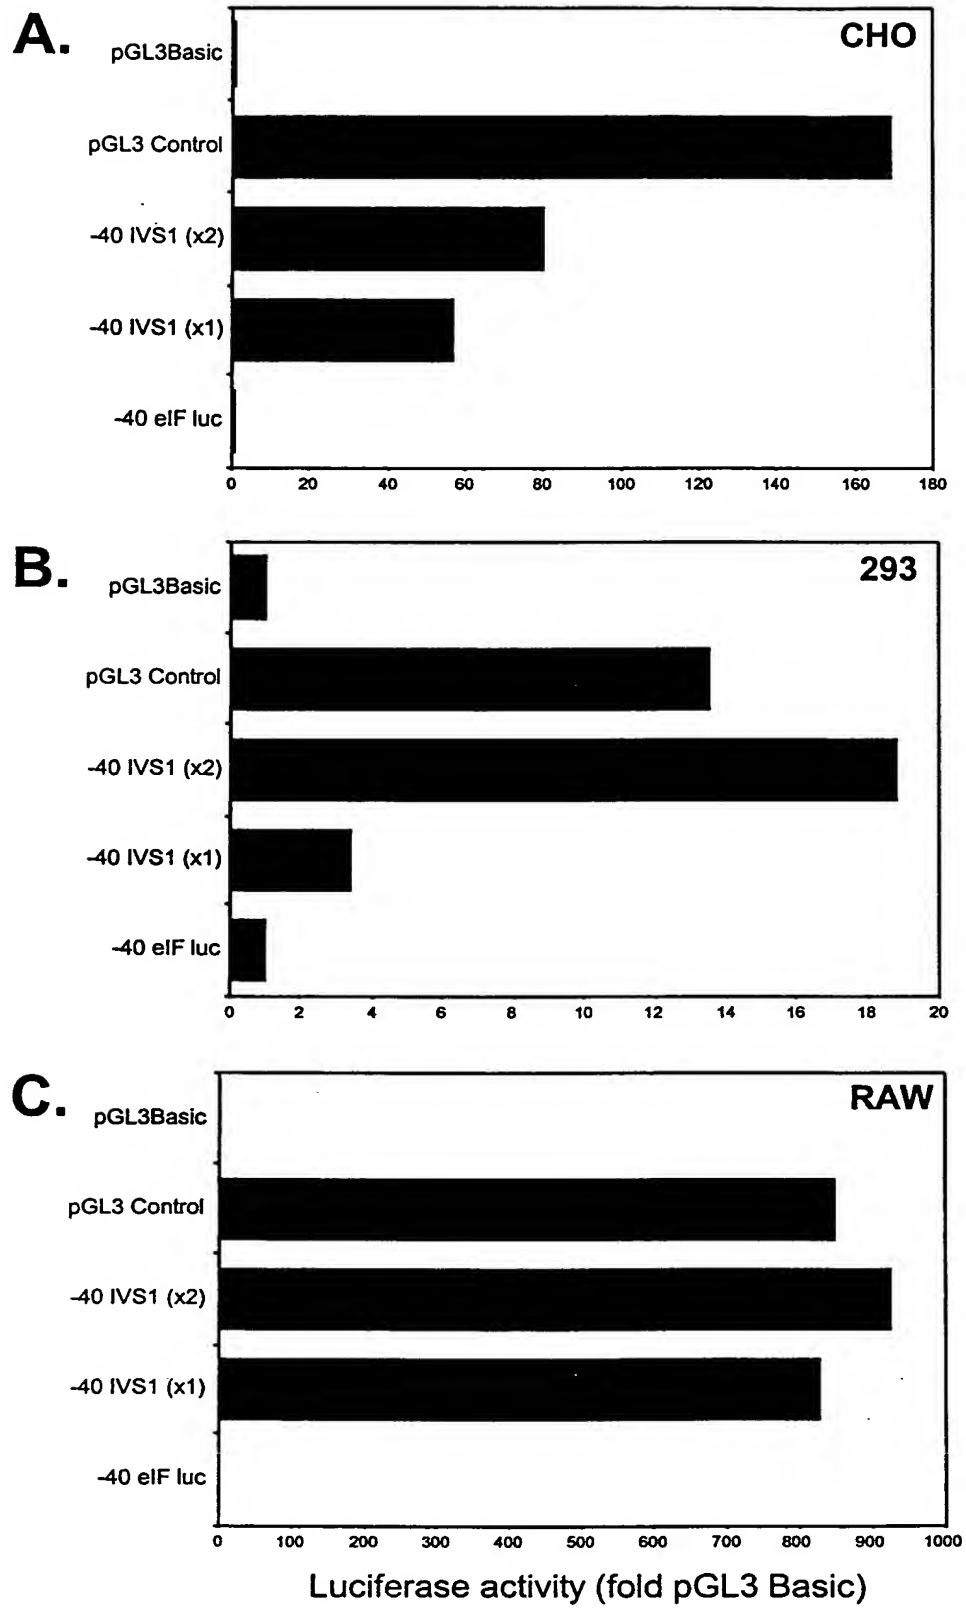 A.
CHO
pGL3Basic
pGL3 Control
-40 IVS1 (x2)
-40 IVS1 (x1)
-40 eIF luc
0 20 40 60 80 100 120 140 160 180
B.
293
pGL3Basic
pGL3 Control
-40 IVS1 (x2)
-40 IVS1 (x1)
-40 eIF luc
0 2 4 6 8 10 12 14 16 18 20
C.
RAW
pGL3Basic
pGL3 Control
-40 IVS1 (x2)
-40 IVS1 (x1)
-40 eIF luc
0 100 200 300 400 500 600 700 800 900 1000
Luciferase activity (fold pGL3 Basic)